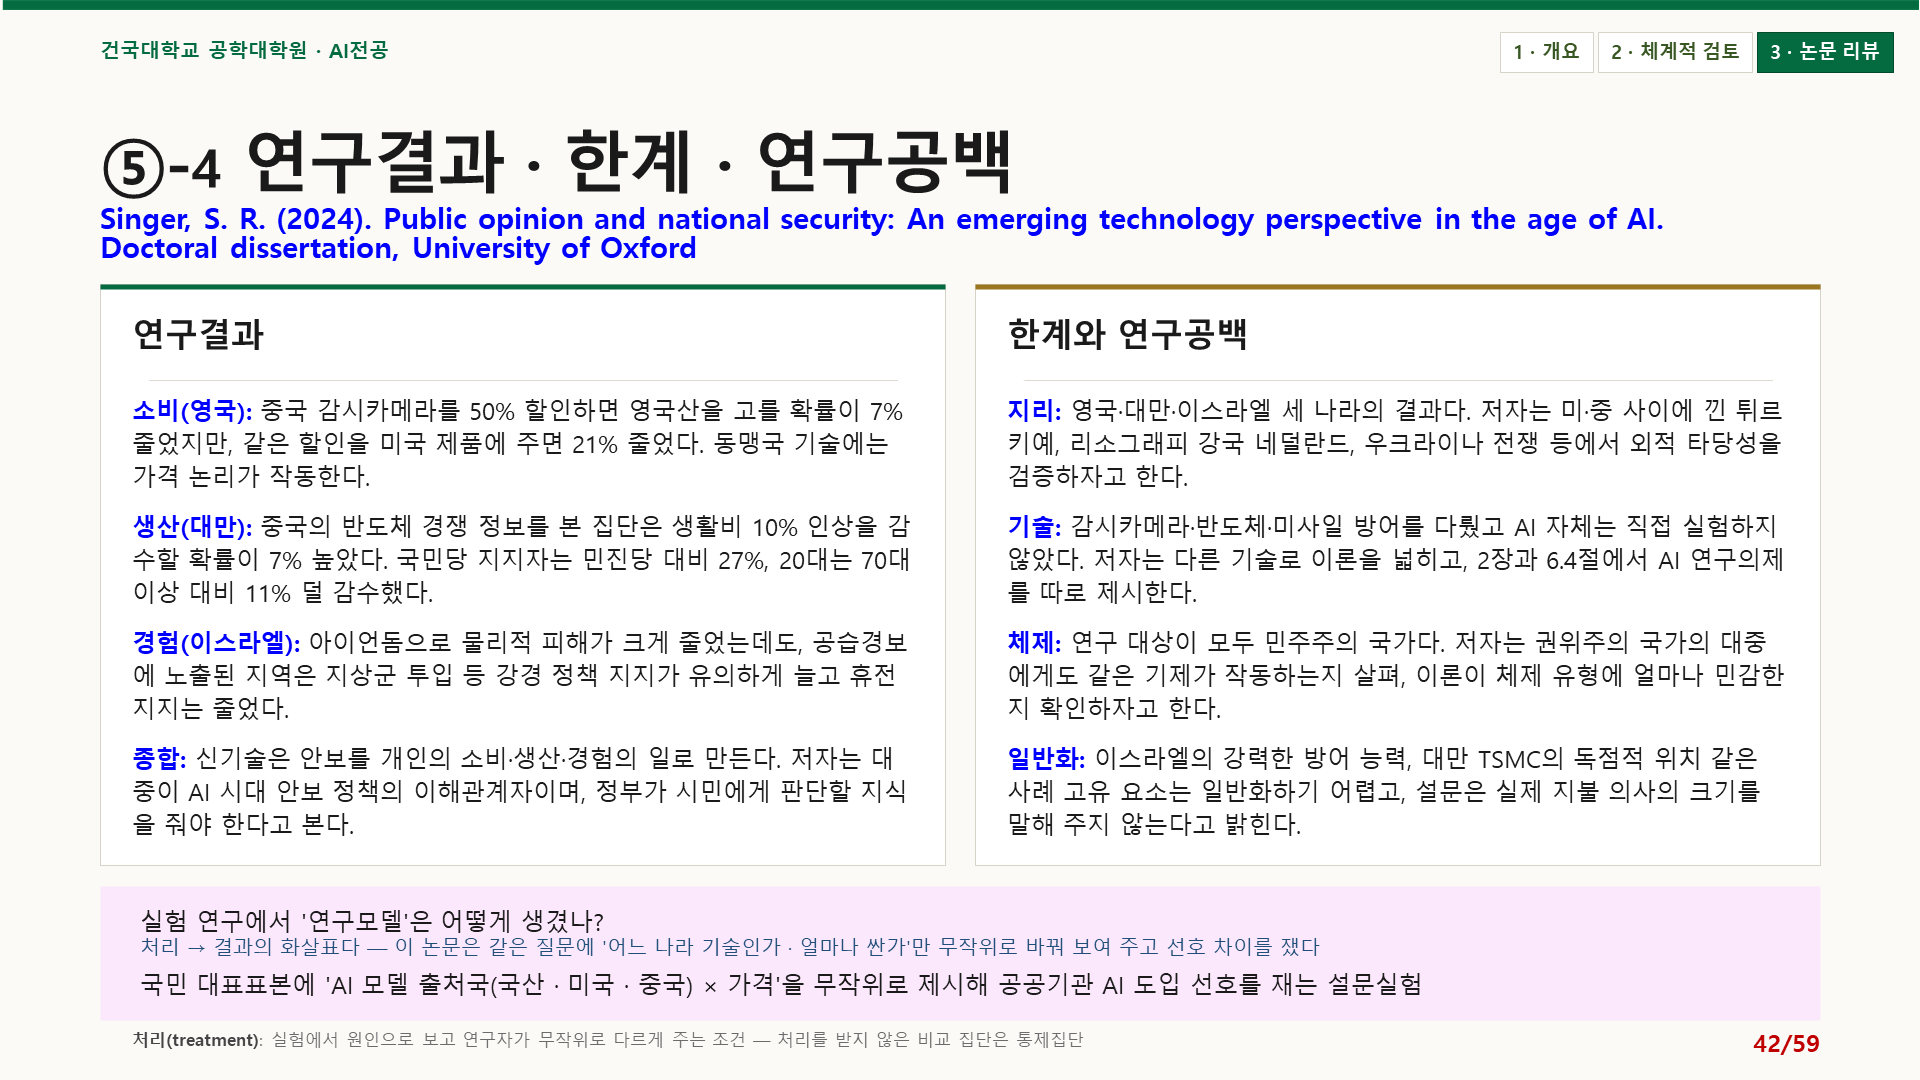 건국대학교 공학대학원 · AI전공
1 · 개요
2 · 체계적 검토
3 · 논문 리뷰
⑤-4 연구결과 · 한계 · 연구공백
Singer, S. R. (2024). Public opinion and national security: An emerging technology perspective in the age of AI.
Doctoral dissertation, University of Oxford
연구결과
소비(영국): 중국 감시카메라를 50% 할인하면 영국산을 고를 확률이 7%
줄었지만, 같은 할인을 미국 제품에 주면 21% 줄었다. 동맹국 기술에는
가격 논리가 작동한다.
생산(대만): 중국의 반도체 경쟁 정보를 본 집단은 생활비 10% 인상을 감
수할 확률이 7% 높았다. 국민당 지지자는 민진당 대비 27%, 20대는 70대
이상 대비 11% 덜 감수했다.
경험(이스라엘): 아이언돔으로 물리적 피해가 크게 줄었는데도, 공습경보
에 노출된 지역은 지상군 투입 등 강경 정책 지지가 유의하게 늘고 휴전
지지는 줄었다.
종합: 신기술은 안보를 개인의 소비·생산·경험의 일로 만든다. 저자는 대
중이 AI 시대 안보 정책의 이해관계자이며, 정부가 시민에게 판단할 지식
을 줘야 한다고 본다.
한계와 연구공백
지리: 영국·대만·이스라엘 세 나라의 결과다. 저자는 미·중 사이에 낀 튀르
키예, 리소그래피 강국 네덜란드, 우크라이나 전쟁 등에서 외적 타당성을
검증하자고 한다.
기술: 감시카메라·반도체·미사일 방어를 다뤘고 AI 자체는 직접 실험하지
않았다. 저자는 다른 기술로 이론을 넓히고, 2장과 6.4절에서 AI 연구의제
를 따로 제시한다.
체제: 연구 대상이 모두 민주주의 국가다. 저자는 권위주의 국가의 대중
에게도 같은 기제가 작동하는지 살펴, 이론이 체제 유형에 얼마나 민감한
지 확인하자고 한다.
일반화: 이스라엘의 강력한 방어 능력, 대만 TSMC의 독점적 위치 같은
사례 고유 요소는 일반화하기 어렵고, 설문은 실제 지불 의사의 크기를
말해 주지 않는다고 밝힌다.
실험 연구에서 '연구모델'은 어떻게 생겼나?
처리 → 결과의 화살표다 — 이 논문은 같은 질문에 '어느 나라 기술인가 · 얼마나 싼가'만 무작위로 바꿔 보여 주고 선호 차이를 쟀다
국민 대표표본에 'AI 모델 출처국(국산 · 미국 · 중국) × 가격'을 무작위로 제시해 공공기관 AI 도입 선호를 재는 설문실험
처리(treatment): 실험에서 원인으로 보고 연구자가 무작위로 다르게 주는 조건 — 처리를 받지 않은 비교 집단은 통제집단
42/59